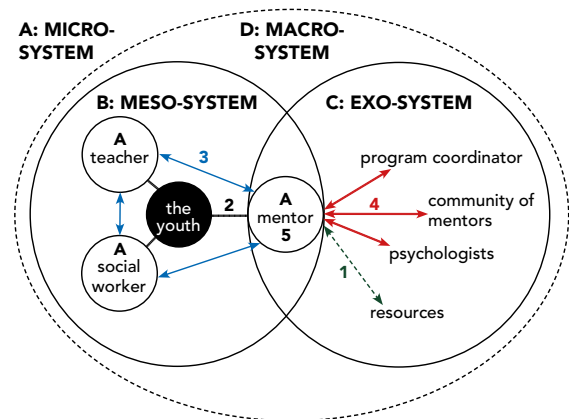 A: MICRO-
SYSTEM
D: MACRO-
SYSTEM
B: MESO-SYSTEM
C: EXO-SYSTEM
A
teacher
3
program coordinator
the
youth
2
A
mentor
5
4
community of
mentors
A
social
worker
psychologists
1
resources